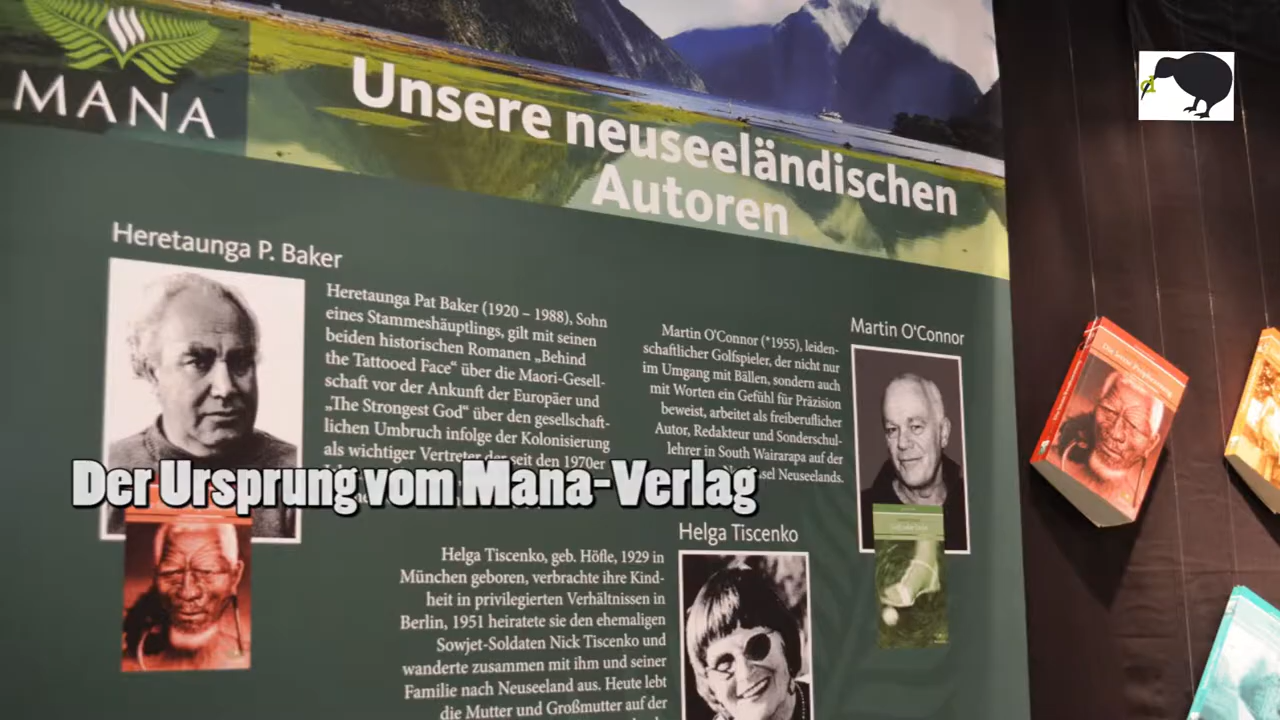 MANA
Unsere neuseeländischen
Autoren
Heretaunga P. Baker
Heretaunga Pat Baker (1920 – 1988), Sohn
eines Stammeshäuptlings, gilt mit seinen
beiden historischen Romanen „Behind
the Tattooed Face“ über die Maori-Gesell-
schaft vor der Ankunft der Europäer und
„The Strongest God“ über den gesellschaft-
lichen Umbruch infolge der Kolonisierung
als wichtiger Vertreter der seit den 1970er
Martin O'Connor
Martin O'Connor (*1955), leiden-
schaftlicher Golfspieler, der nicht nur
im Umgang mit Bällen, sondern auch
mit Worten ein Gefühl für Präzision
beweist, arbeitet als freiberuflicher
Autor, Redakteur und Sonderschul-
lehrer in South Wairarapa auf der
Neuseelands.
Der Ursprung vom Mana-Verlag
Helga Tiscenko
Helga Tiscenko, geb. Höfle, 1929 in
München geboren, verbrachte ihre Kind-
heit in privilegierten Verhältnissen in
Berlin, 1951 heiratete sie den ehemaligen
Sowjet-Soldaten Nick Tiscenko und
wanderte zusammen mit ihm und seiner
Familie nach Neuseeland aus. Heute lebt
die Mutter und Großmutter auf der
d